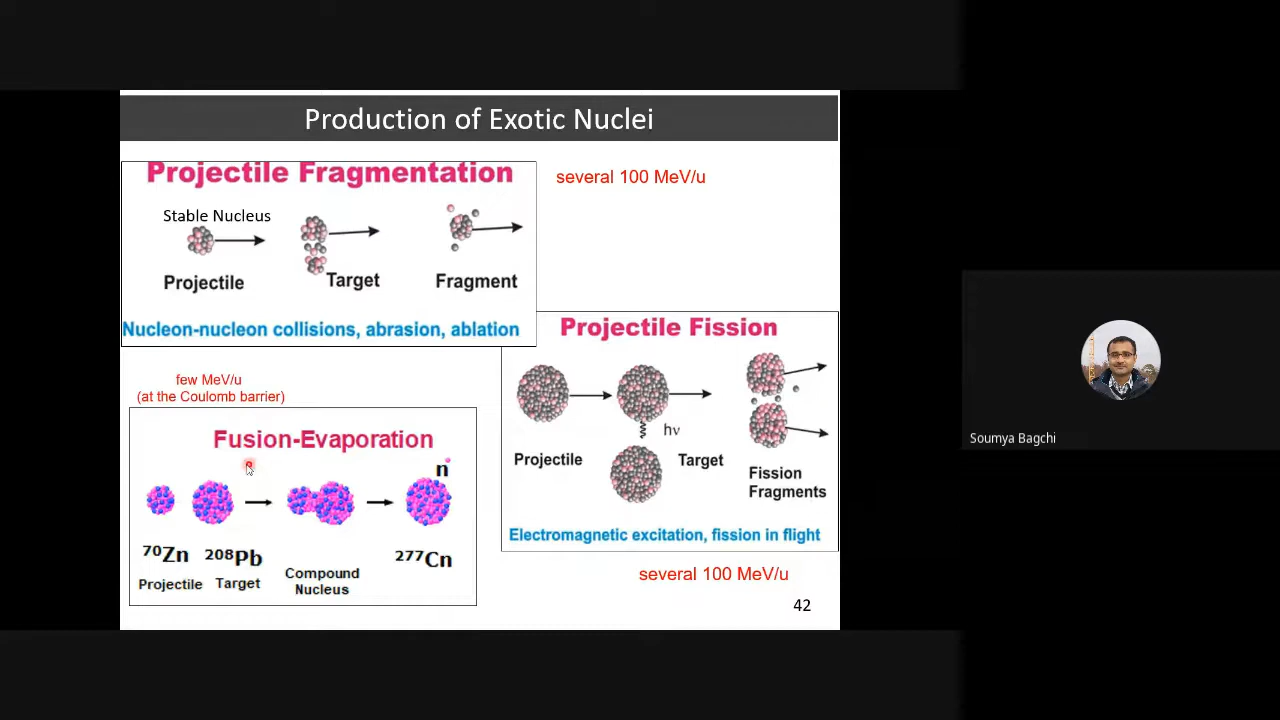 Production of Exotic Nuclei
Projectile Fragmentation
several 100 MeV/u
Stable Nucleus
Projectile
Target
Fragment
Nucleon-nucleon collisions, abrasion, ablation
Projectile Fission
hν
Projectile
Target
Fission
Fragments
Electromagnetic excitation, fission in flight
several 100 MeV/u
few MeV/u
(at the Coulomb barrier)
Fusion-Evaporation
n
⁷⁰Zn
²⁰⁸Pb
²⁷⁷Cn
Projectile
Target
Compound
Nucleus
42
Soumya Bagchi